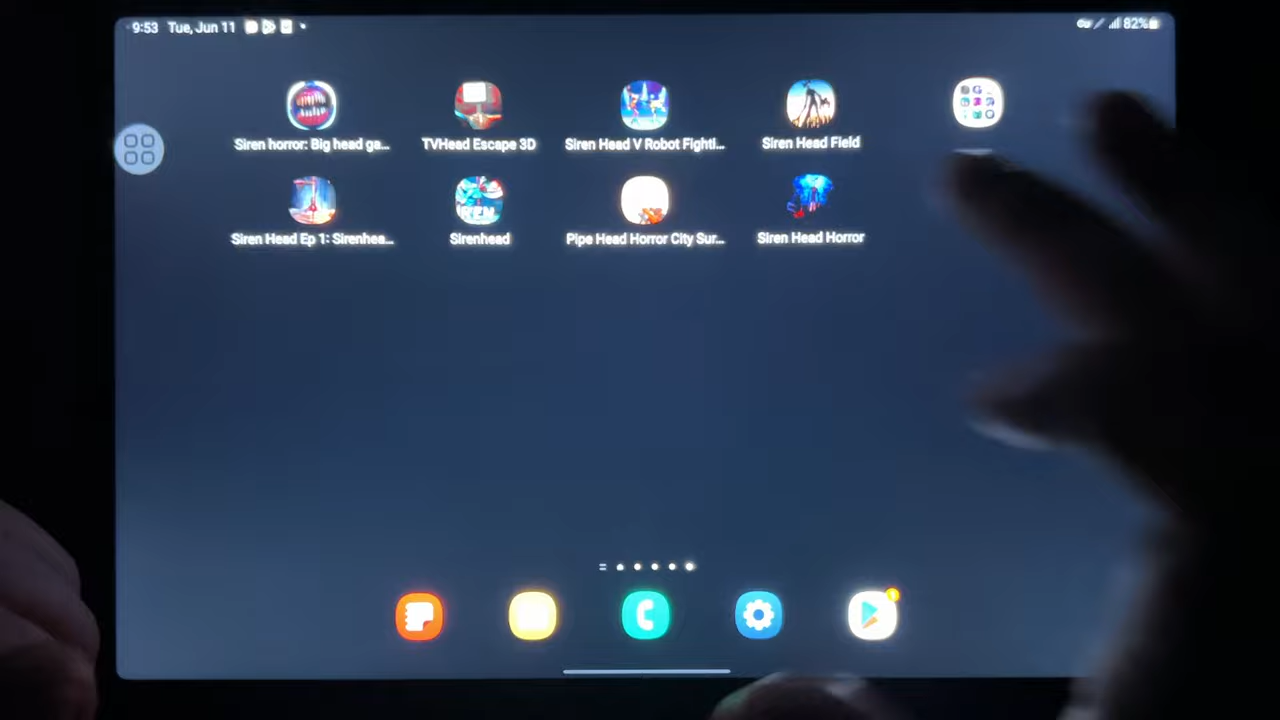 9:53 Tue, Jun 11
82%
Siren horror: Big head ga...
TVHead Escape 3D
Siren Head V Robot Fighti...
Siren Head Field
Siren Head Ep 1: Sirenhea...
Sirenhead
Pipe Head Horror City Sur...
Siren Head Horror